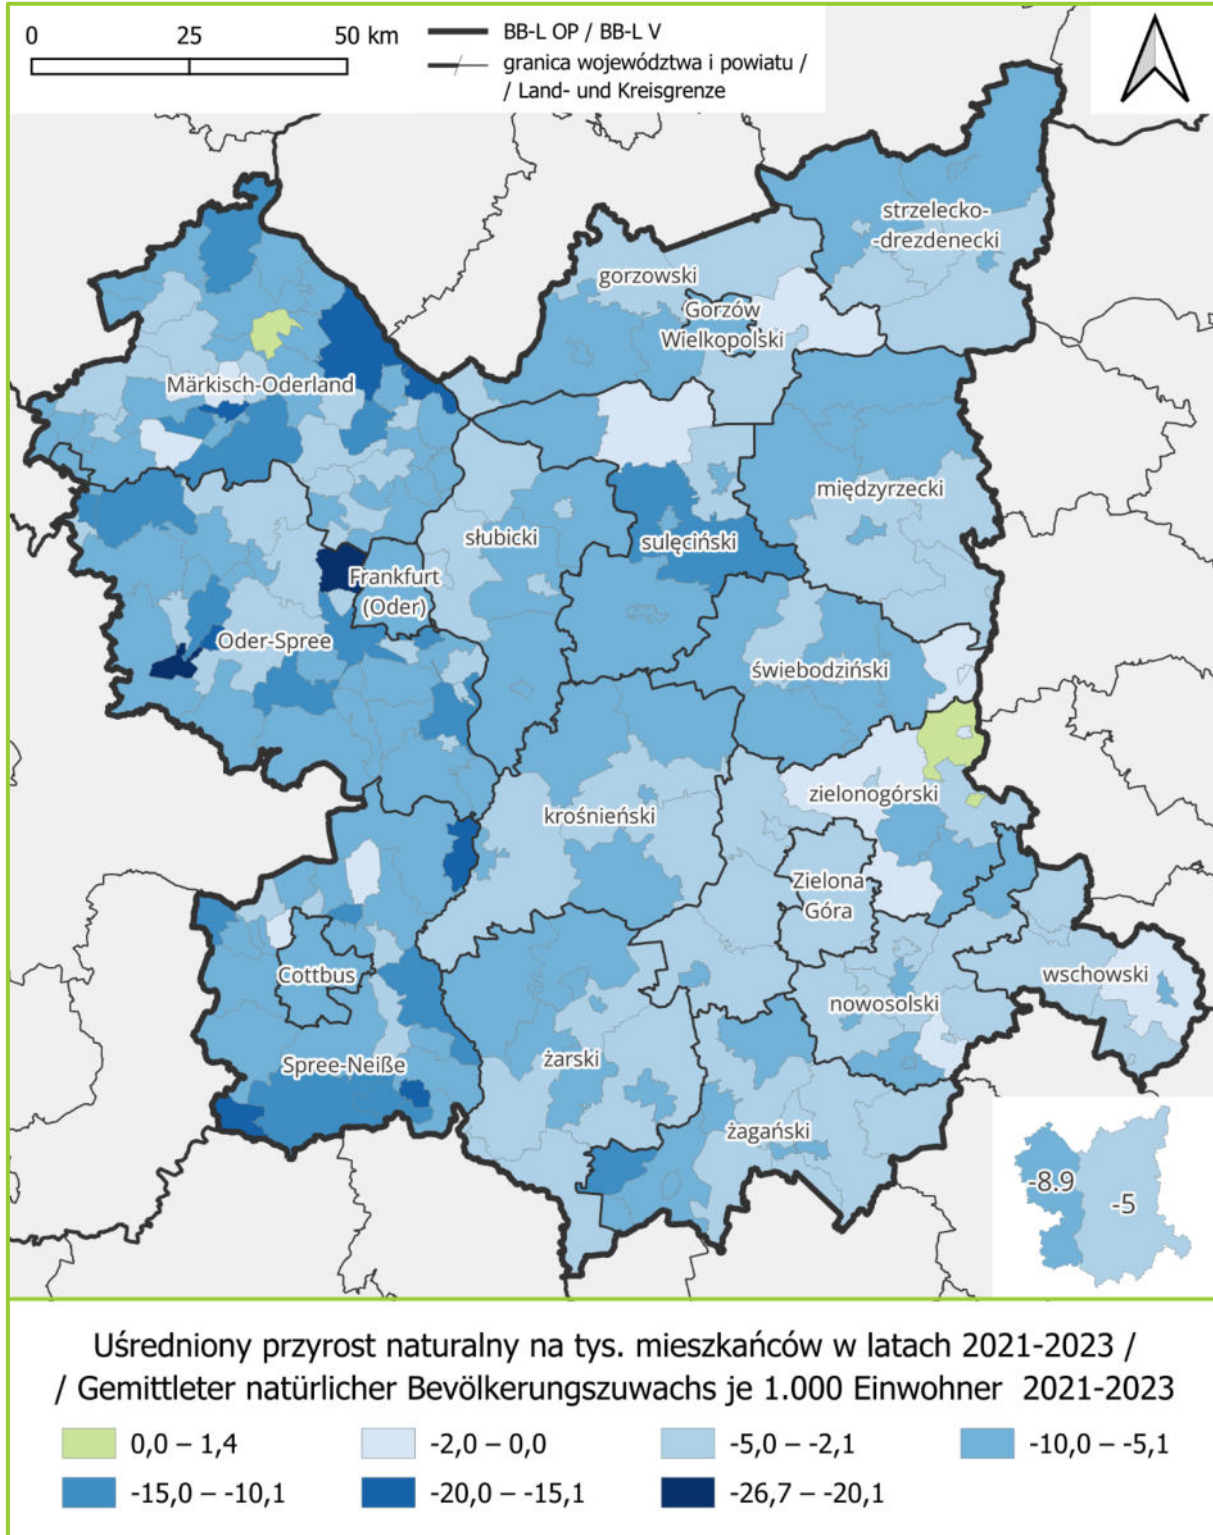 0 25 50 km
BB-L OP / BB-L V
granica województwa i powiatu /
/ Land- und Kreisgrenze
strzelecko-
-drezdenecki
gorzowski
Gorzów
Wielkopolski
Märkisch-Oderland
międzyrzecki
słubicki
sulęciński
Frankfurt
(Oder)
Oder-Spree
świebodziński
zielonogórski
krośnieński
Zielona
Góra
Cottbus
wschowski
nowosolski
Spree-Neiße
żarski
żagański
-8.9
-5
Uśredniony przyrost naturalny na tys. mieszkańców w latach 2021-2023 /
/ Gemittleter natürlicher Bevölkerungszuwachs je 1.000 Einwohner 2021-2023
0,0 – 1,4 -2,0 – 0,0 -5,0 – -2,1 -10,0 – -5,1
-15,0 – -10,1 -20,0 – -15,1 -26,7 – -20,1